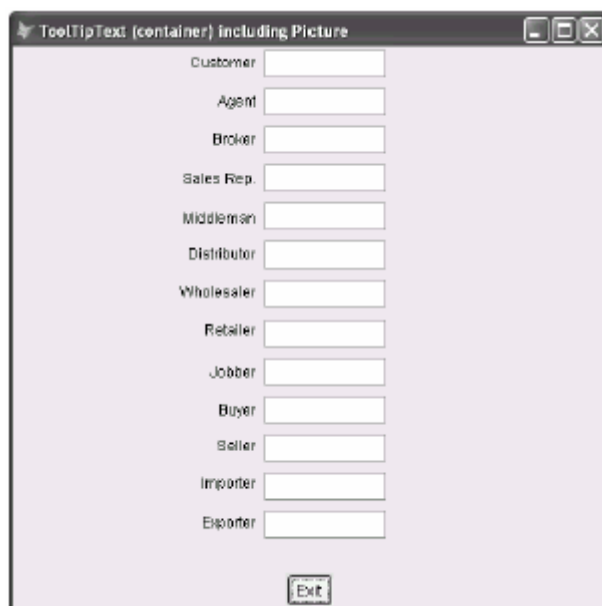 ToolTipText (container) including Picture
Customer
Agent
Broker
Sales Rep.
Middleman
Distributor
Wholesaler
Retailer
Jobber
Buyer
Seller
Importer
Exporter
Exit